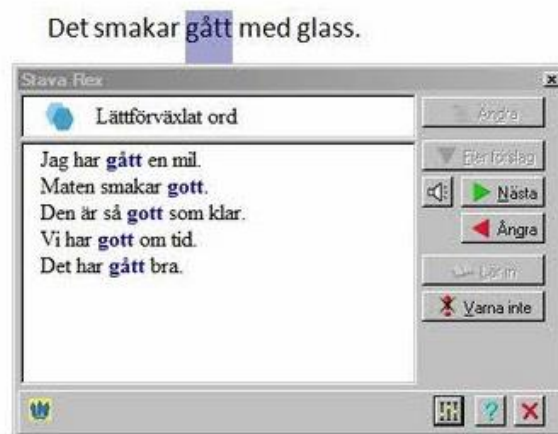 Det smakar gått med glass.
Stava Rex
Lättförväxlat ord
Jag har gått en mil.
Maten smakar gott.
Den är så gott som klar.
Vi har gott om tid.
Det har gått bra.
Ändra
Fler förslag
Nästa
Ångra
Lär in
Varna inte